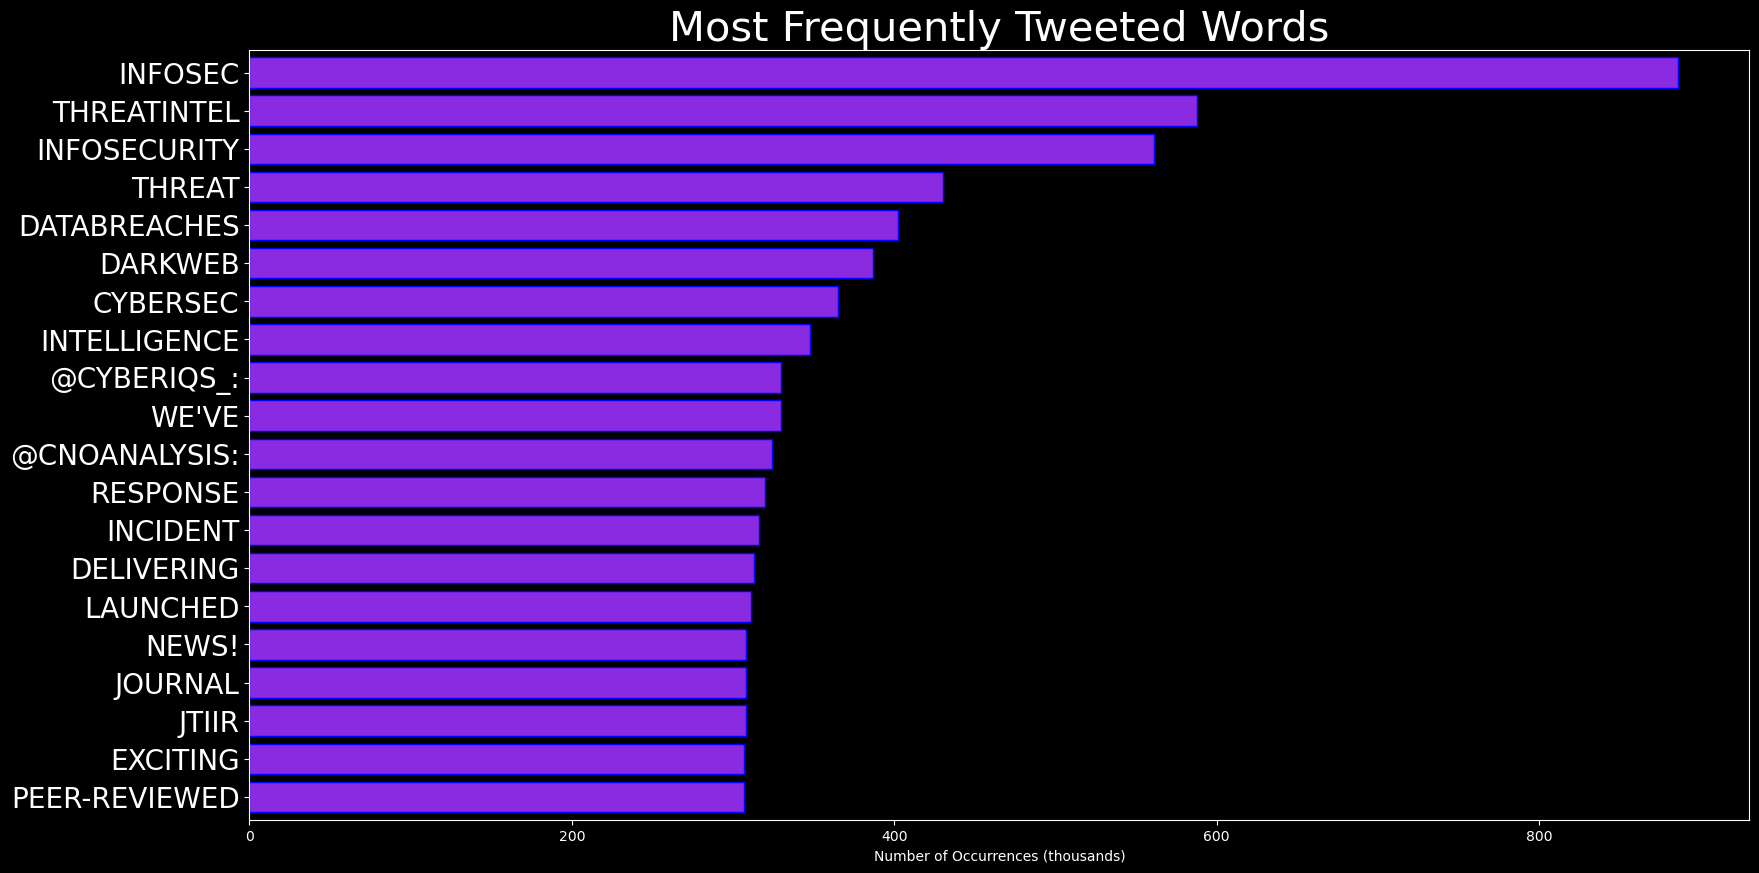 Most Frequently Tweeted Words
INFOSEC
THREATINTEL
INFOSECURITY
THREAT
DATABREACHES
DARKWEB
CYBERSEC
INTELLIGENCE
@CYBERIQS_:
WE'VE
@CNOANALYSIS:
RESPONSE
INCIDENT
DELIVERING
LAUNCHED
NEWS!
JOURNAL
JTIIR
EXCITING
PEER-REVIEWED
0 200 400 600 800
Number of Occurrences (thousands)